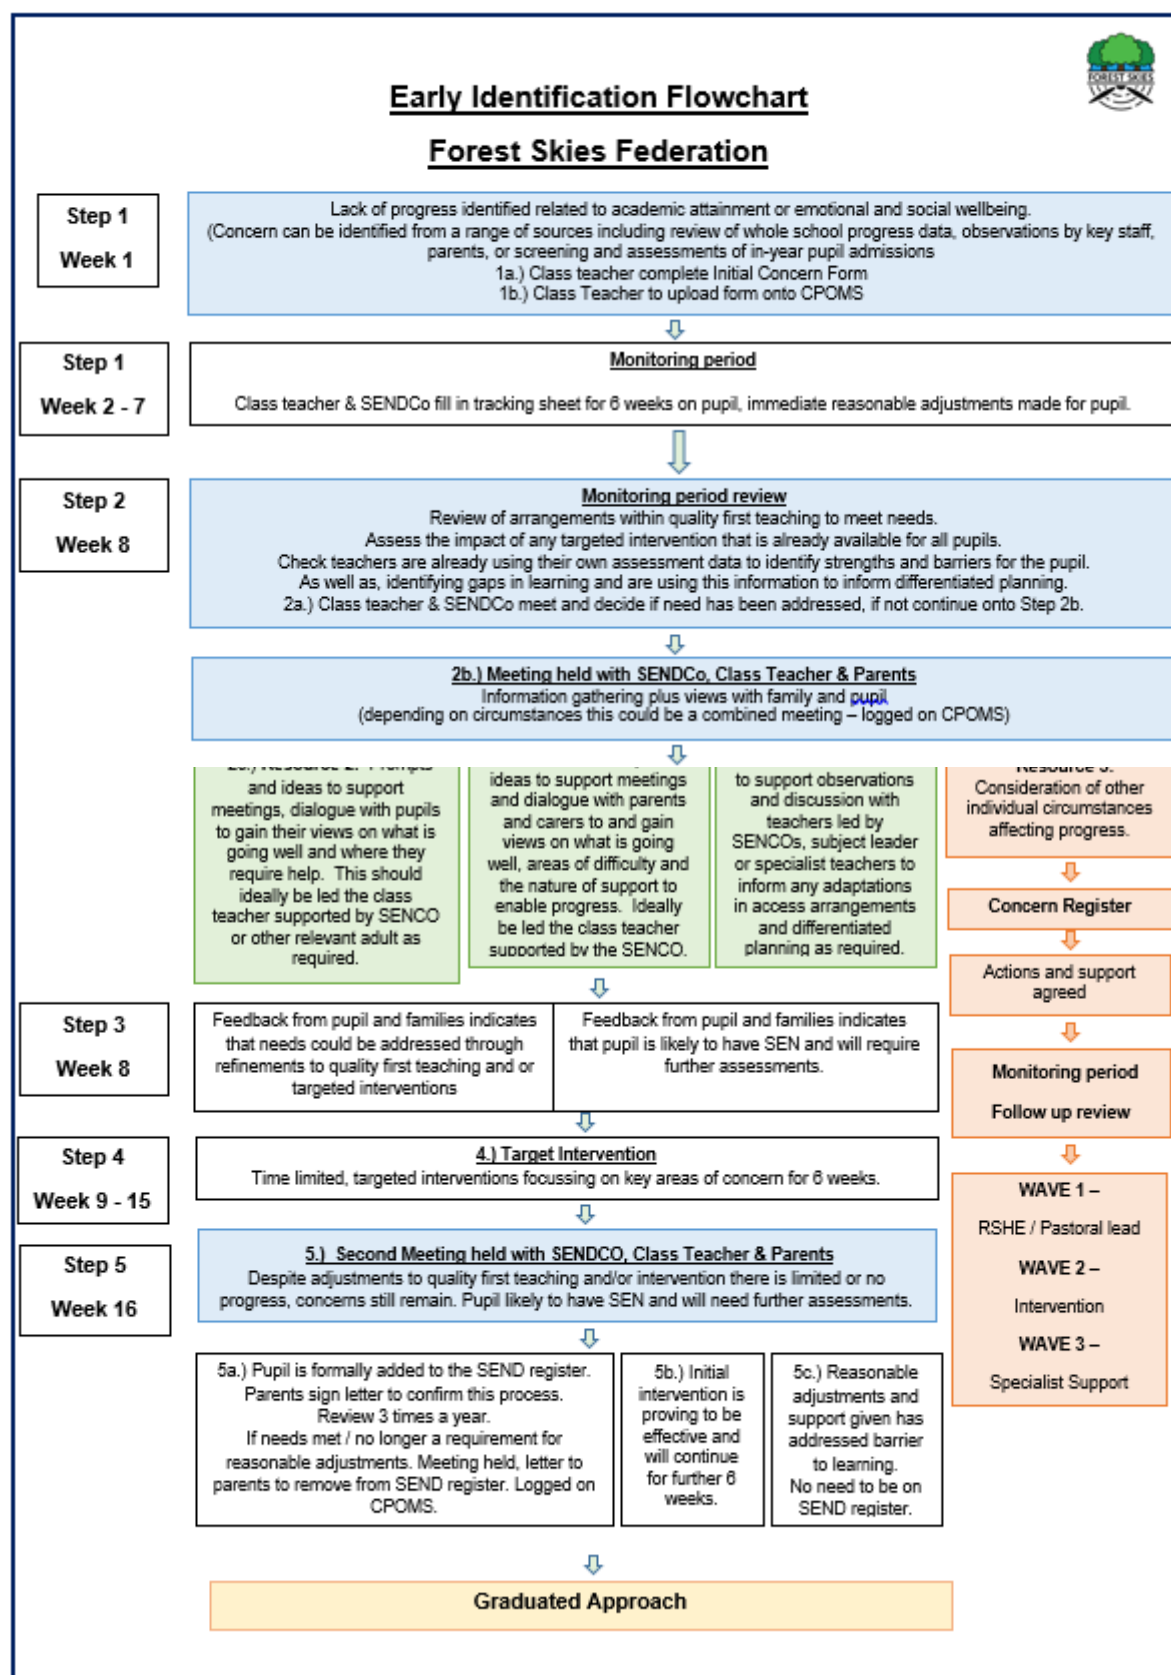 FOREST SKIES
Early Identification Flowchart
Forest Skies Federation
Step 1
Week 1
Lack of progress identified related to academic attainment or emotional and social wellbeing.
(Concern can be identified from a range of sources including review of whole school progress data, observations by key staff,
parents, or screening and assessments of in-year pupil admissions
1a.) Class teacher complete Initial Concern Form
1b.) Class Teacher to upload form onto CPOMS
Step 1
Week 2 - 7
Monitoring period
Class teacher & SENDCo fill in tracking sheet for 6 weeks on pupil, immediate reasonable adjustments made for pupil.
Step 2
Week 8
Monitoring period review
Review of arrangements within quality first teaching to meet needs.
Assess the impact of any targeted intervention that is already available for all pupils.
Check teachers are already using their own assessment data to identify strengths and barriers for the pupil.
As well as, identifying gaps in learning and are using this information to inform differentiated planning.
2a.) Class teacher & SENDCo meet and decide if need has been addressed, if not continue onto Step 2b.
2b.) Meeting held with SENDCo, Class Teacher & Parents
Information gathering plus views with family and pupil
(depending on circumstances this could be a combined meeting – logged on CPOMS)
Resource 2. Prompts
and ideas to support
meetings, dialogue with pupils
to gain their views on what is
going well and where they
require help. This should
ideally be led the class
teacher supported by SENCO
or other relevant adult as
required.
ideas to support meetings
and dialogue with parents
and carers to and gain
views on what is going
well, areas of difficulty and
the nature of support to
enable progress. Ideally
be led the class teacher
supported by the SENCO.
to support observations
and discussion with
teachers led by
SENCOs, subject leader
or specialist teachers to
inform any adaptations
in access arrangements
and differentiated
planning as required.
Resource 5.
Consideration of other
individual circumstances
affecting progress.
Concern Register
Actions and support
agreed
Monitoring period
Follow up review
WAVE 1 –
RSHE / Pastoral lead
WAVE 2 –
Intervention
WAVE 3 –
Specialist Support
Step 3
Week 8
Feedback from pupil and families indicates
that needs could be addressed through
refinements to quality first teaching and or
targeted interventions
Feedback from pupil and families indicates
that pupil is likely to have SEN and will require
further assessments.
Step 4
Week 9 - 15
4.) Target Intervention
Time limited, targeted interventions focussing on key areas of concern for 6 weeks.
Step 5
Week 16
5.) Second Meeting held with SENDCO, Class Teacher & Parents
Despite adjustments to quality first teaching and/or intervention there is limited or no
progress, concerns still remain. Pupil likely to have SEN and will need further assessments.
5a.) Pupil is formally added to the SEND register.
Parents sign letter to confirm this process.
Review 3 times a year.
If needs met / no longer a requirement for
reasonable adjustments. Meeting held, letter to
parents to remove from SEND register. Logged on
CPOMS.
5b.) Initial
intervention is
proving to be
effective and
will continue
for further 6
weeks.
5c.) Reasonable
adjustments and
support given has
addressed barrier
to learning.
No need to be on
SEND register.
Graduated Approach